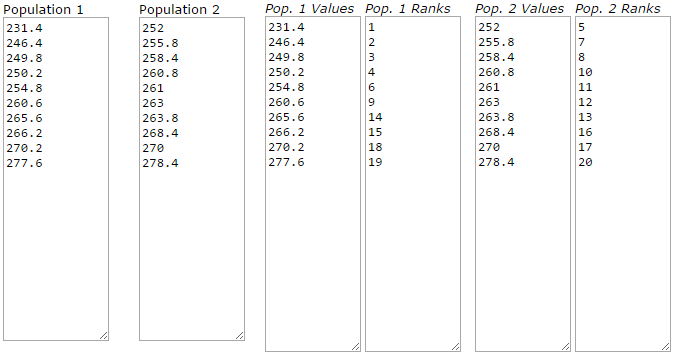 Population 1 Population 2 Pop. 1 Values Pop. 1 Ranks Pop. 2 Values Pop. 2 Ranks
231.4 252 231.4 1 252 5
246.4 255.8 246.4 2 255.8 7
249.8 258.4 249.8 3 258.4 8
250.2 260.8 250.2 4 260.8 10
254.8 261 254.8 6 261 11
260.6 263 260.6 9 263 12
265.6 263.8 265.6 14 263.8 13
266.2 268.4 266.2 15 268.4 16
270.2 270 270.2 18 270 17
277.6 278.4 277.6 19 278.4 20